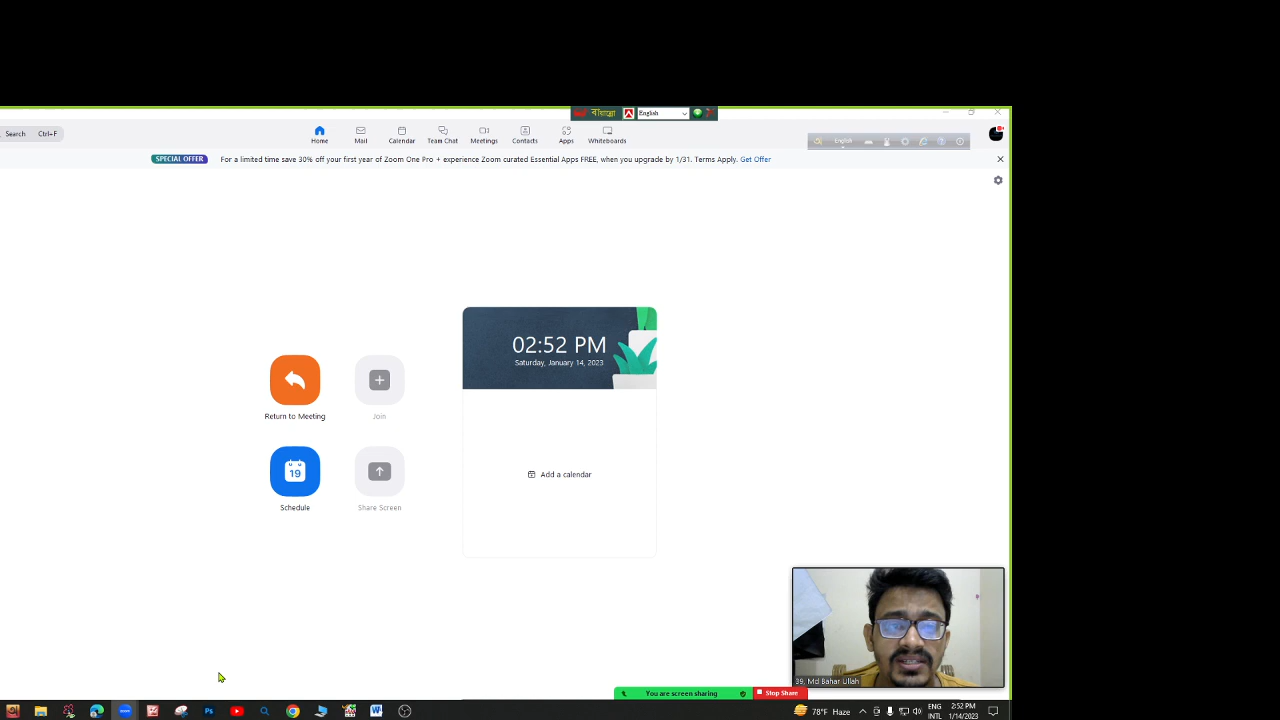 বায়ান্নো English
Search Ctrl+F
Home Mail Calendar Team Chat Meetings Contacts Apps Whiteboards
English
SPECIAL OFFER For a limited time save 30% off your first year of Zoom One Pro + experience Zoom curated Essential Apps FREE, when you upgrade by 1/31. Terms Apply. Get Offer
02:52 PM
Saturday, January 14, 2023
Return to Meeting Join
Add a calendar
19
Schedule Share Screen
39, Md Bahar Ullah
You are screen sharing Stop Share
78°F Haze
ENG
INTL
2:52 PM
1/14/2023